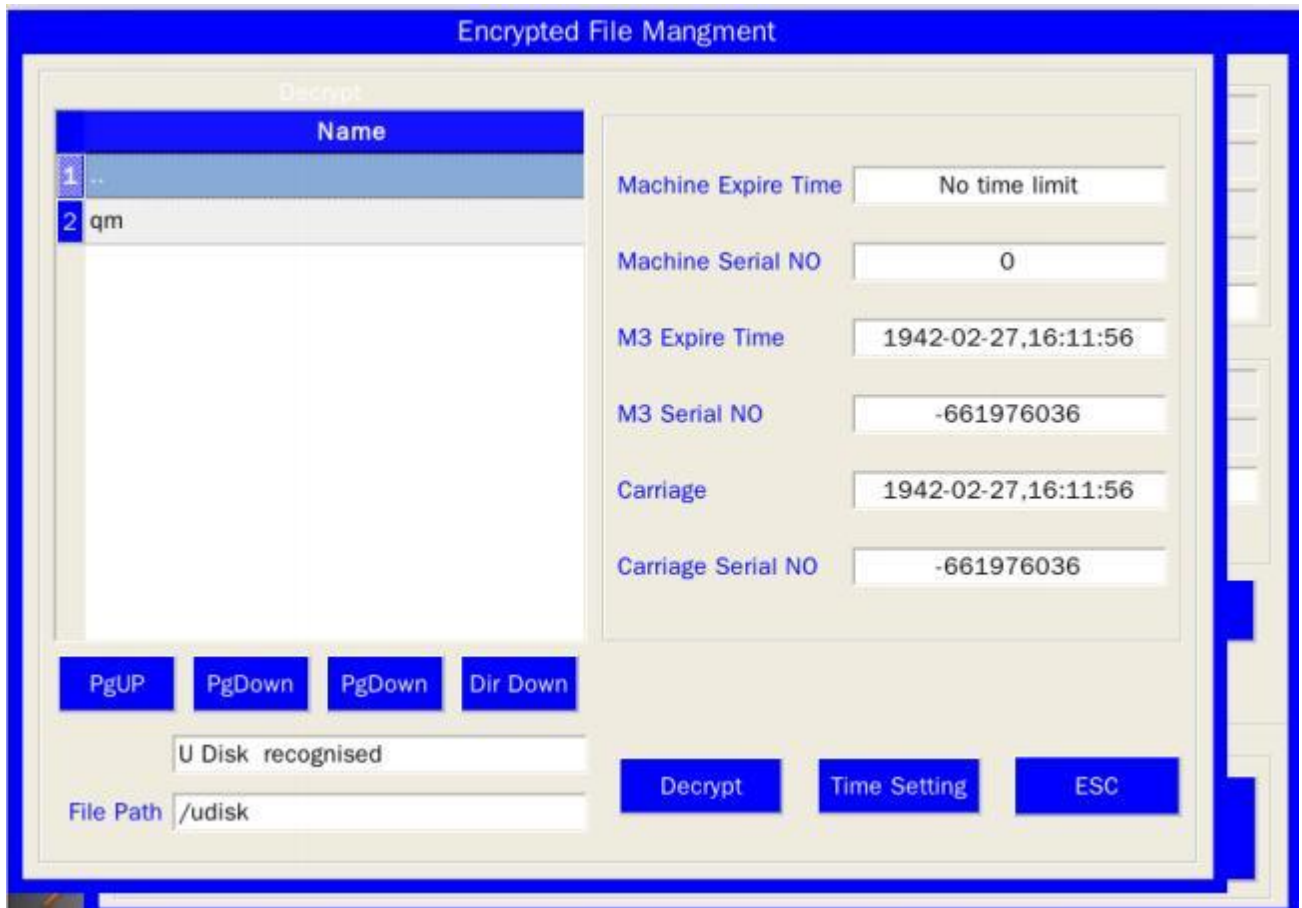 Encrypted File Mangment
Decrypt
Name
1 ..
2 qm
Machine Expire Time No time limit
Machine Serial NO 0
M3 Expire Time 1942-02-27,16:11:56
M3 Serial NO -661976036
Carriage 1942-02-27,16:11:56
Carriage Serial NO -661976036
PgUP PgDown PgDown Dir Down
U Disk recognised
File Path /udisk
Decrypt Time Setting ESC